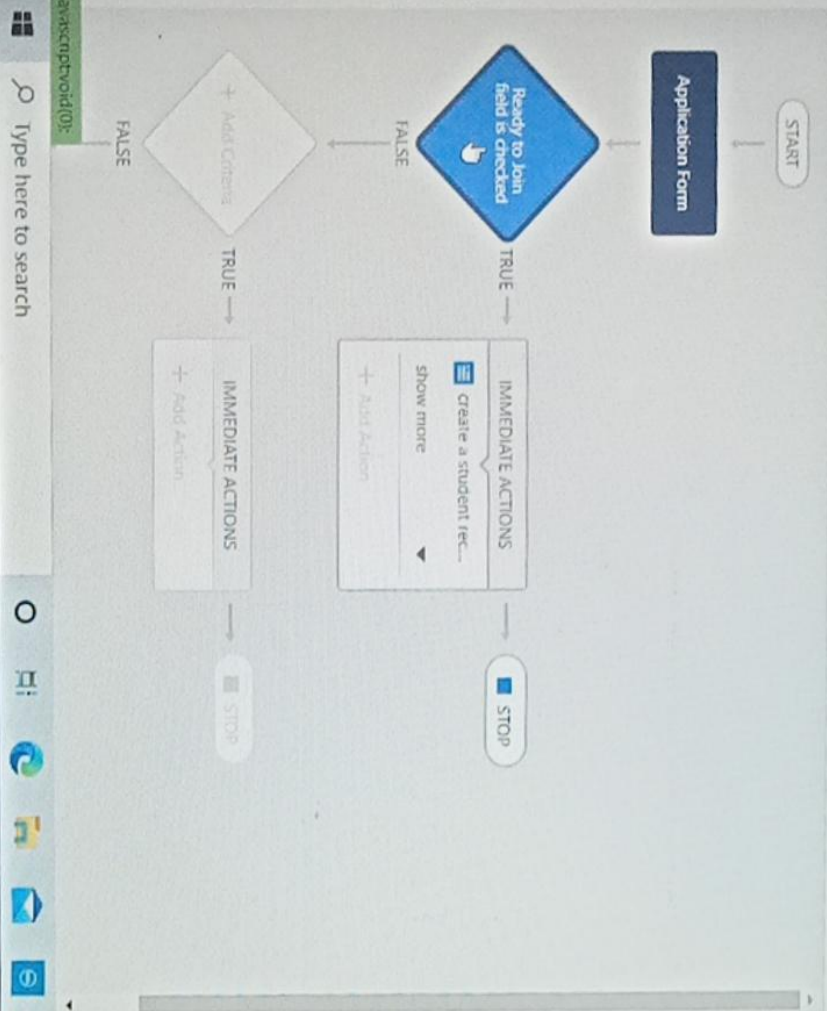 START
Application Form
Ready to Join
field is checked
TRUE
IMMEDIATE ACTIONS
create a student rec...
show more
+ Add Action
STOP
FALSE
+ Add Criteria
TRUE
IMMEDIATE ACTIONS
+ Add Action
STOP
FALSE
avascript:void(0);
Type here to search